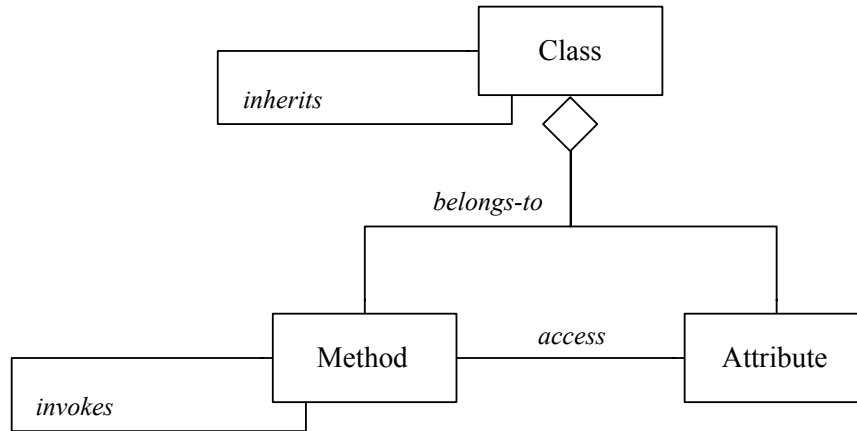 Class
inherits
belongs-to
Method
access
Attribute
invokes